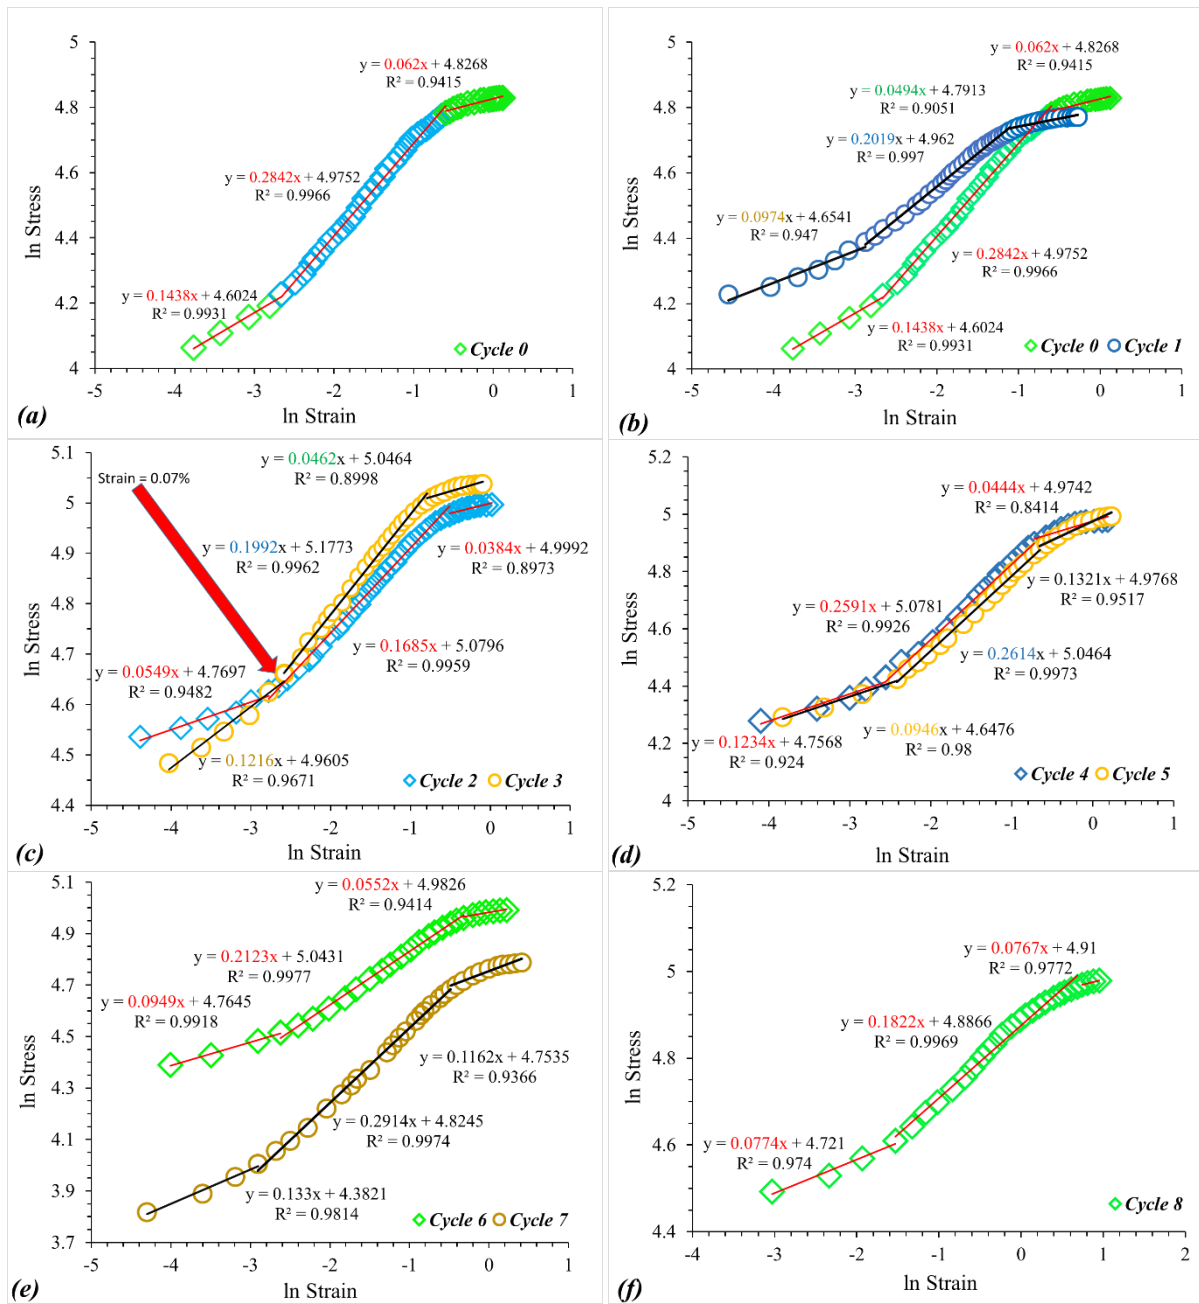 5
4.8
4.6
4.4
4.2
4
-5
-4
-3
-2
-1
0
1
ln Stress
ln Strain
y = 0.062x + 4.8268
R² = 0.9415
y = 0.2842x + 4.9752
R² = 0.9966
y = 0.1438x + 4.6024
R² = 0.9931
Cycle 0
(a)
5
4.8
4.6
4.4
4.2
4
-5
-4
-3
-2
-1
0
1
ln Stress
ln Strain
y = 0.062x + 4.8268
R² = 0.9415
y = 0.0494x + 4.7913
R² = 0.9051
y = 0.2019x + 4.962
R² = 0.997
y = 0.0974x + 4.6541
R² = 0.947
y = 0.2842x + 4.9752
R² = 0.9966
y = 0.1438x + 4.6024
R² = 0.9931
Cycle 0 Cycle 1
(b)
5.1
5
4.9
4.8
4.7
4.6
4.5
4.4
-5
-4
-3
-2
-1
0
1
ln Stress
ln Strain
Strain = 0.07%
y = 0.0462x + 5.0464
R² = 0.8998
y = 0.1992x + 5.1773
R² = 0.9962
y = 0.0384x + 4.9992
R² = 0.8973
y = 0.1685x + 5.0796
R² = 0.9959
y = 0.0549x + 4.7697
R² = 0.9482
y = 0.1216x + 4.9605
R² = 0.9671
Cycle 2 Cycle 3
(c)
5.2
5
4.8
4.6
4.4
4.2
4
-5
-4
-3
-2
-1
0
1
ln Stress
ln Strain
y = 0.0444x + 4.9742
R² = 0.8414
y = 0.1321x + 4.9768
R² = 0.9517
y = 0.2591x + 5.0781
R² = 0.9926
y = 0.2614x + 5.0464
R² = 0.9973
y = 0.0946x + 4.6476
R² = 0.98
y = 0.1234x + 4.7568
R² = 0.924
Cycle 4 Cycle 5
(d)
5.1
4.9
4.7
4.5
4.3
4.1
3.9
3.7
-5
-4
-3
-2
-1
0
1
ln Stress
ln Strain
y = 0.0552x + 4.9826
R² = 0.9414
y = 0.2123x + 5.0431
R² = 0.9977
y = 0.0949x + 4.7645
R² = 0.9918
y = 0.1162x + 4.7535
R² = 0.9366
y = 0.2914x + 4.8245
R² = 0.9974
y = 0.133x + 4.3821
R² = 0.9814
Cycle 6 Cycle 7
(e)
5.2
5
4.8
4.6
4.4
-4
-3
-2
-1
0
1
2
ln Stress
ln Strain
y = 0.0767x + 4.91
R² = 0.9772
y = 0.1822x + 4.8866
R² = 0.9969
y = 0.0774x + 4.721
R² = 0.974
Cycle 8
(f)